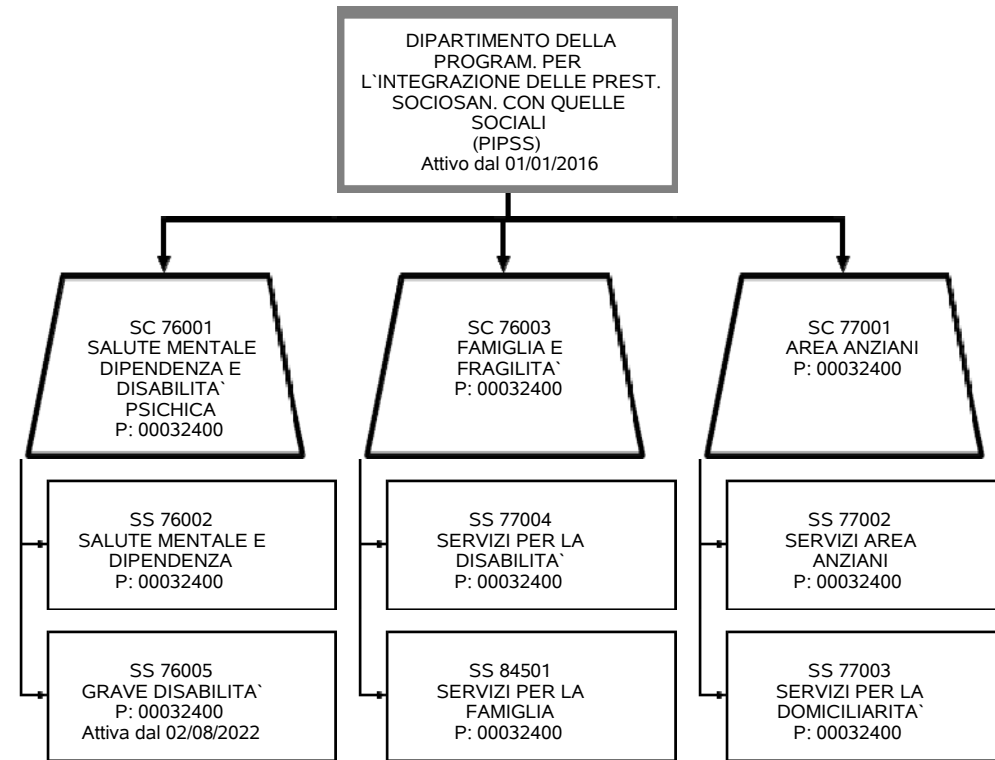 DIPARTIMENTO DELLA
PROGRAM. PER
L`INTEGRAZIONE DELLE PREST.
SOCIOSAN. CON QUELLE
SOCIALI
(PIPSS)
Attivo dal 01/01/2016
SC 76001
SALUTE MENTALE
DIPENDENZA E
DISABILITA`
PSICHICA
P: 00032400
SC 76003
FAMIGLIA E
FRAGILITA`
P: 00032400
SC 77001
AREA ANZIANI
P: 00032400
SS 76002
SALUTE MENTALE E
DIPENDENZA
P: 00032400
SS 77004
SERVIZI PER LA
DISABILITA`
P: 00032400
SS 77002
SERVIZI AREA
ANZIANI
P: 00032400
SS 76005
GRAVE DISABILITA`
P: 00032400
Attiva dal 02/08/2022
SS 84501
SERVIZI PER LA
FAMIGLIA
P: 00032400
SS 77003
SERVIZI PER LA
DOMICILIARITA`
P: 00032400